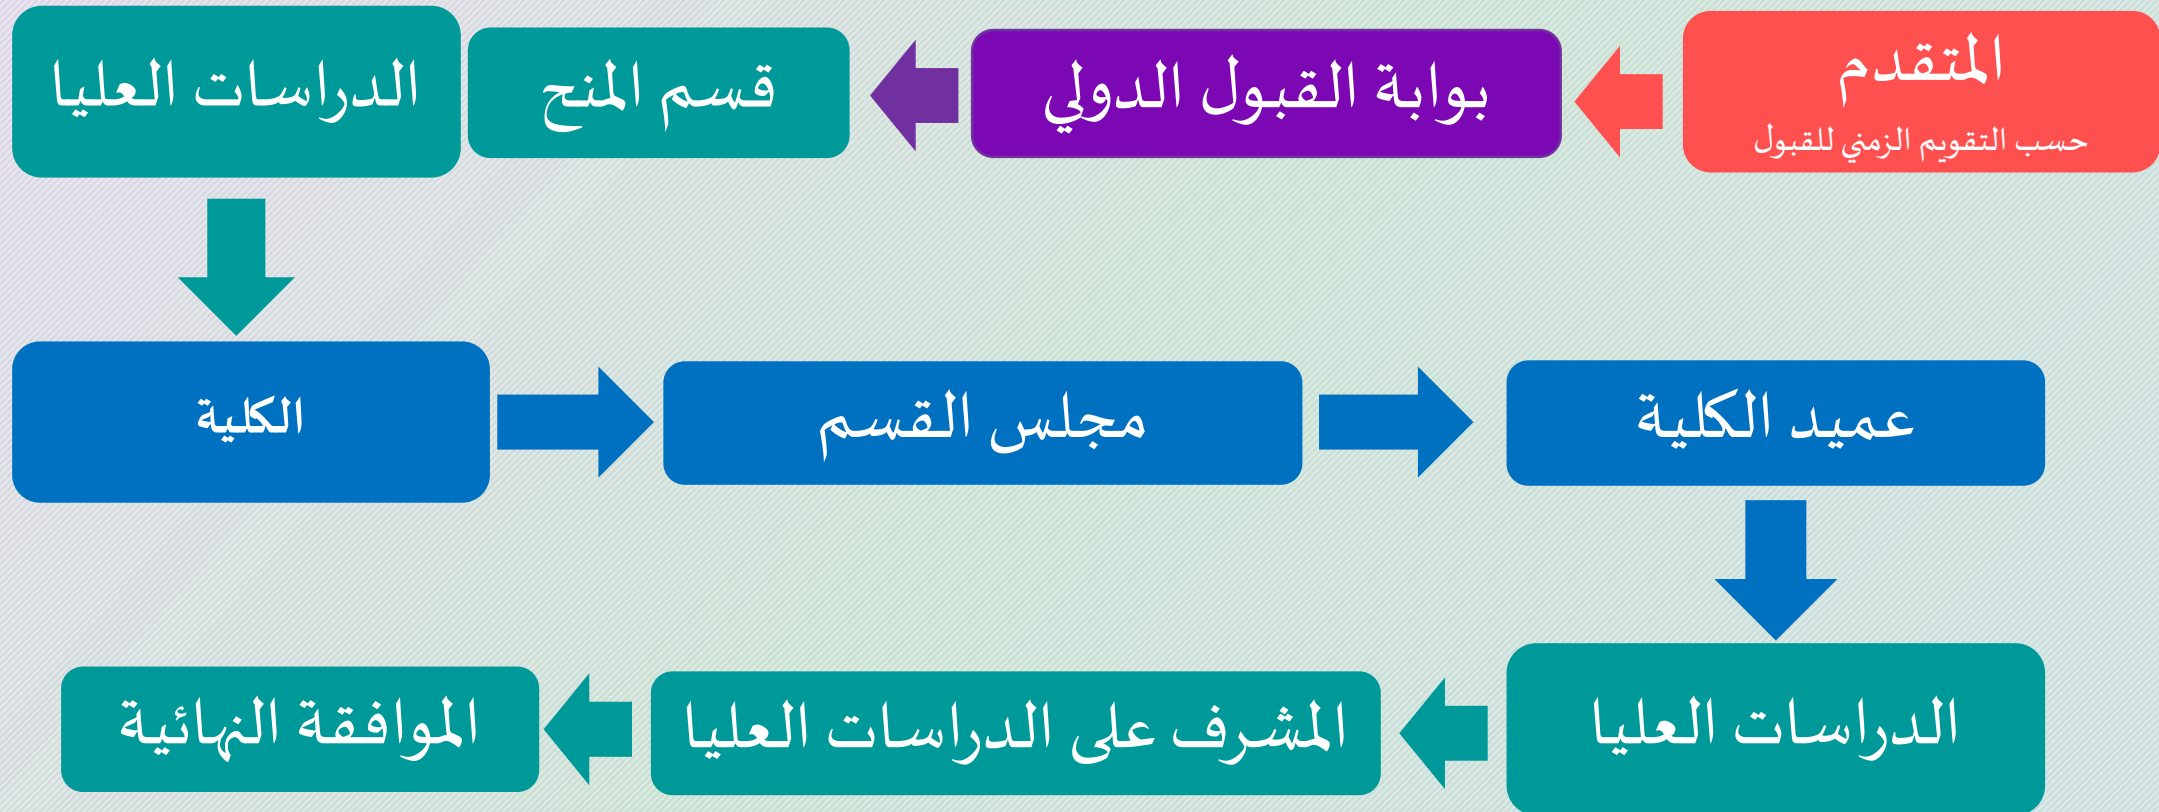 المتقدم
حسب التقويم الزمني للقبول
بوابة القبول الدولي
قسم المنح
الدراسات العليا
الكلية
مجلس القسم
عميد الكلية
الدراسات العليا
المشرف على الدراسات العليا
الموافقة النهائية